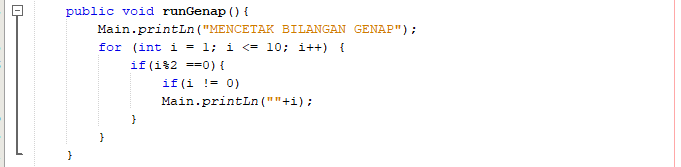 public void runGenap(){
Main.printLn("MENCETAK BILANGAN GENAP");
for (int i = 1; i <= 10; i++) {
if(i%2 ==0){
if(i != 0)
Main.printLn(""+i);
}
}
}